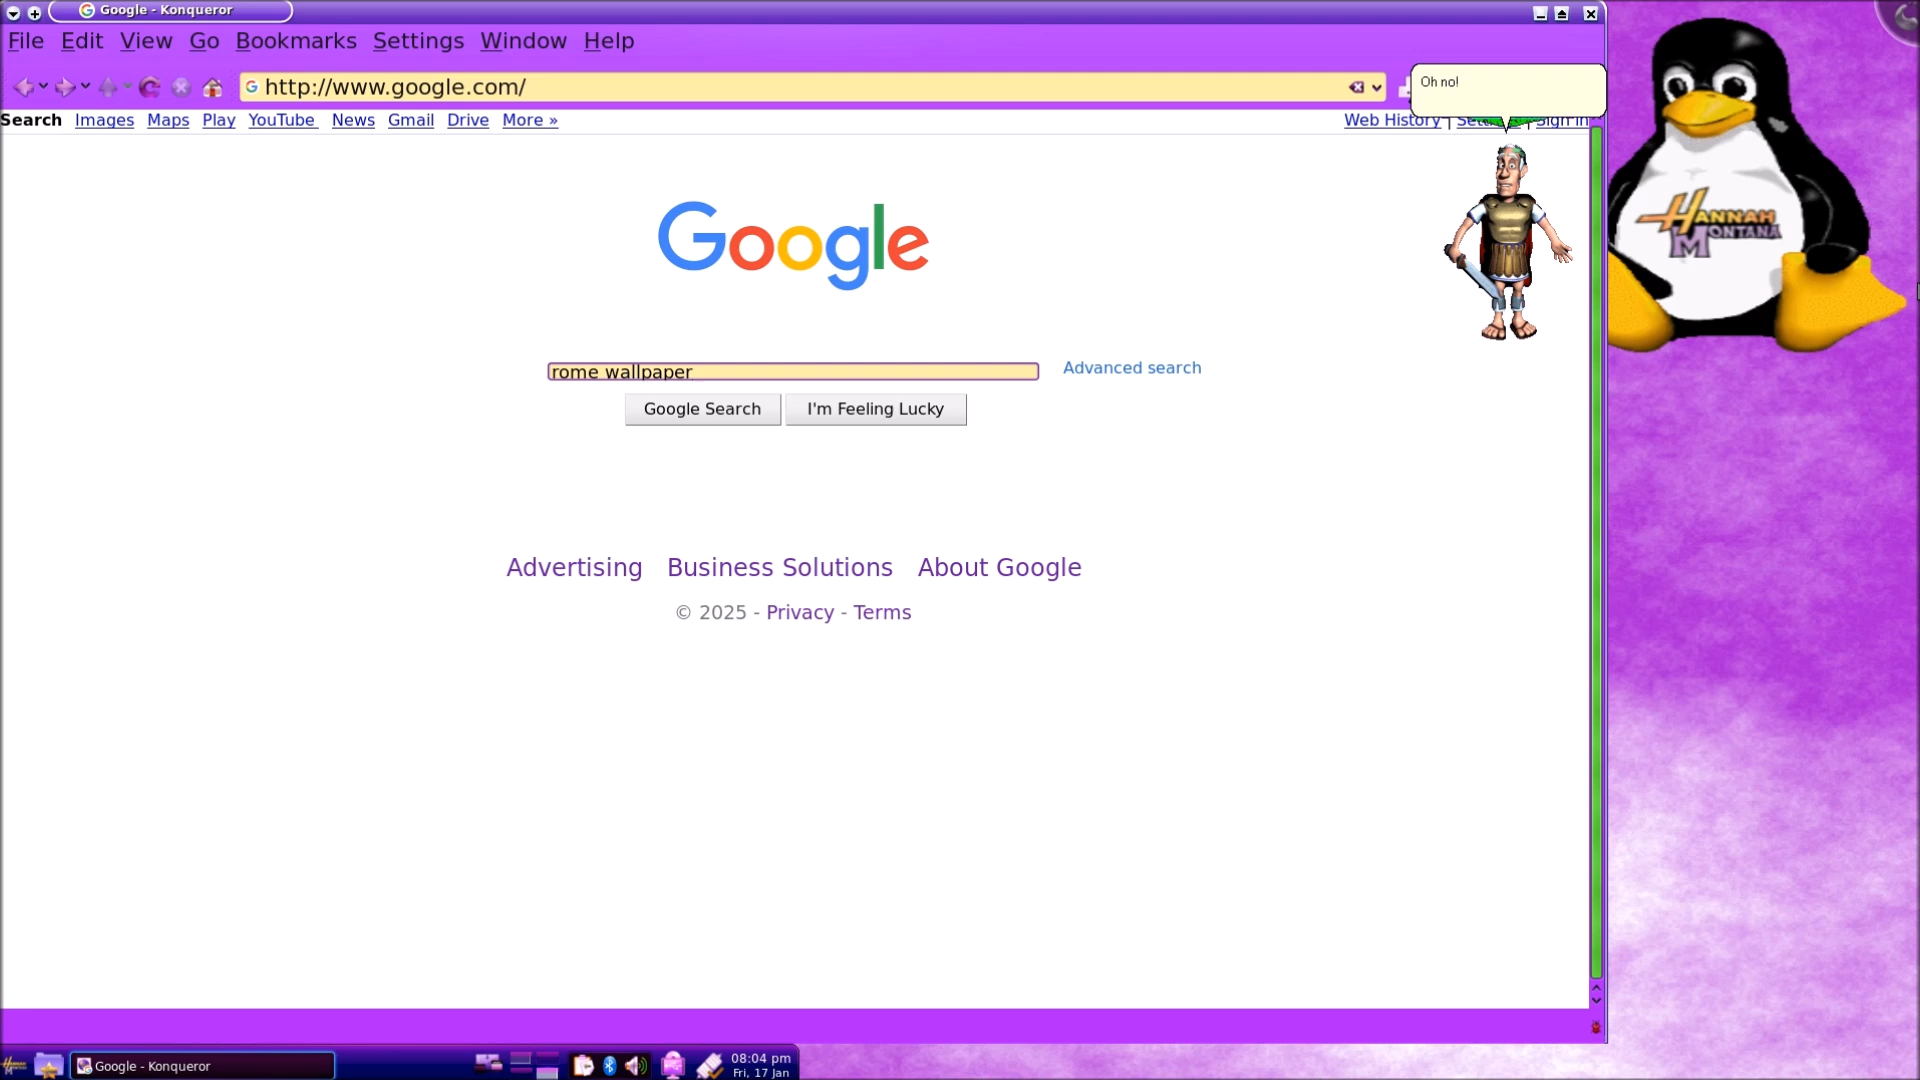 Google - Konqueror
File Edit View Go Bookmarks Settings Window Help
http://www.google.com/
Oh no!
Search Images Maps Play YouTube News Gmail Drive More »
Web History | | Sign in
Google
rome wallpaper
Advanced search
Google Search I'm Feeling Lucky
Advertising Business Solutions About Google
© 2025 - Privacy - Terms
HANNAH
MONTANA
Google - Konqueror
08:04 pm
Fri, 17 Jan